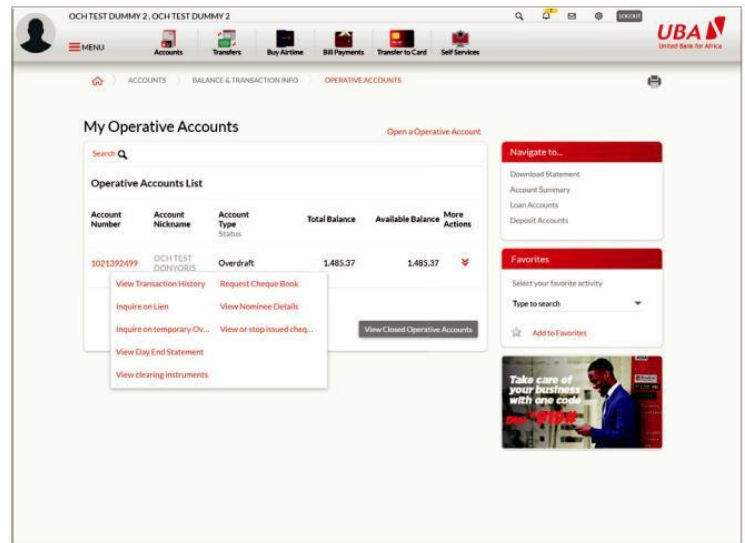 OCH TEST DUMMY 2 , OCH TEST DUMMY 2
LOGOUT
MENU
Accounts
Transfers
Buy Airtime
Bill Payments
Transfer to Card
Self Services
UBA
United Bank for Africa
ACCOUNTS
BALANCE & TRANSACTION INFO
OPERATIVE ACCOUNTS
My Operative Accounts
Open a Operative Account
Search
Operative Accounts List
Account Number
Account Nickname
Account Type
Status
Total Balance
Available Balance
More Actions
1021392499
OCH TEST DONYORIS
Overdraft
1,485.37
1,485.37
View Transaction History
Request Cheque Book
Inquire on Lien
View Nominee Details
Inquire on temporary Ov...
View or stop issued cheq...
View Day End Statement
View clearing instruments
View Closed Operative Accounts
Navigate to...
Download Statement
Account Summary
Loan Accounts
Deposit Accounts
Favorites
Select your favorite activity
Type to search
Add to Favorites
Take care of
your business
with one code
Dial *919#